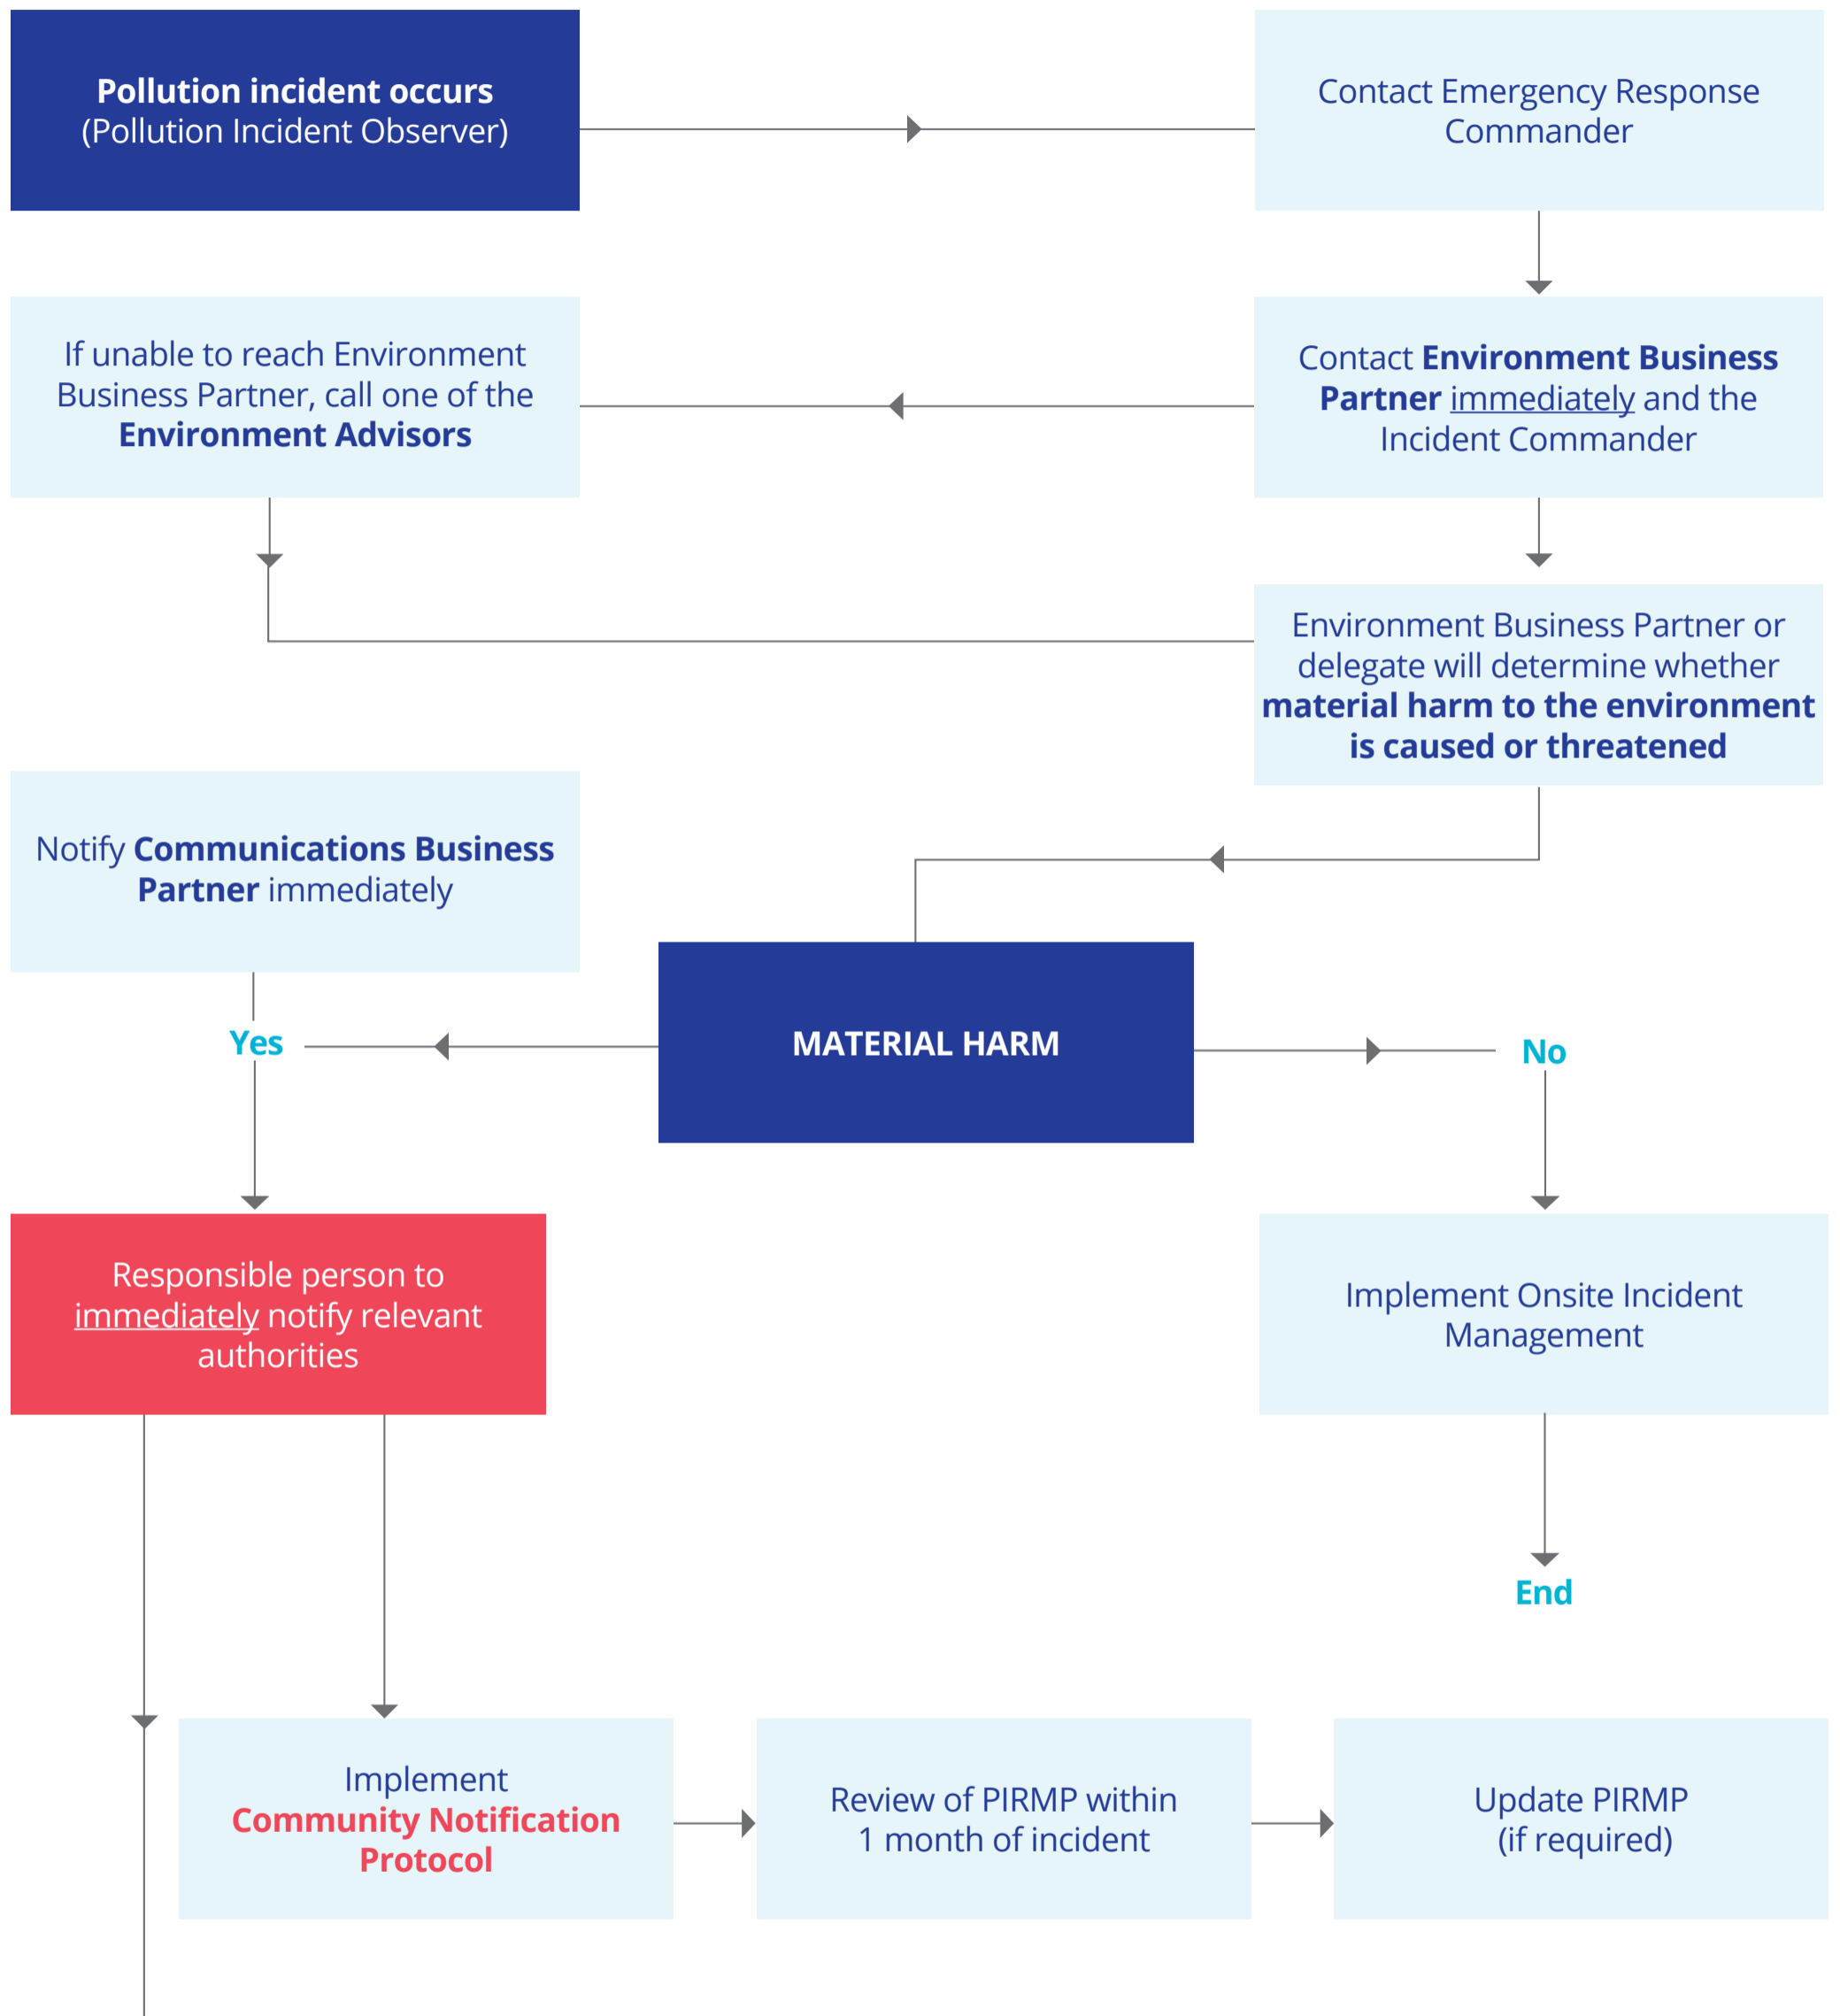 Pollution incident occurs
(Pollution Incident Observer)
Contact Emergency Response
Commander
If unable to reach Environment
Business Partner, call one of the
Environment Advisors
Contact Environment Business
Partner immediately and the
Incident Commander
Environment Business Partner or
delegate will determine whether
material harm to the environment
is caused or threatened
Notify Communications Business
Partner immediately
Yes
MATERIAL HARM
No
Responsible person to
immediately notify relevant
authorities
Implement Onsite Incident
Management
End
Implement
Community Notification
Protocol
Review of PIRMP within
1 month of incident
Update PIRMP
(if required)